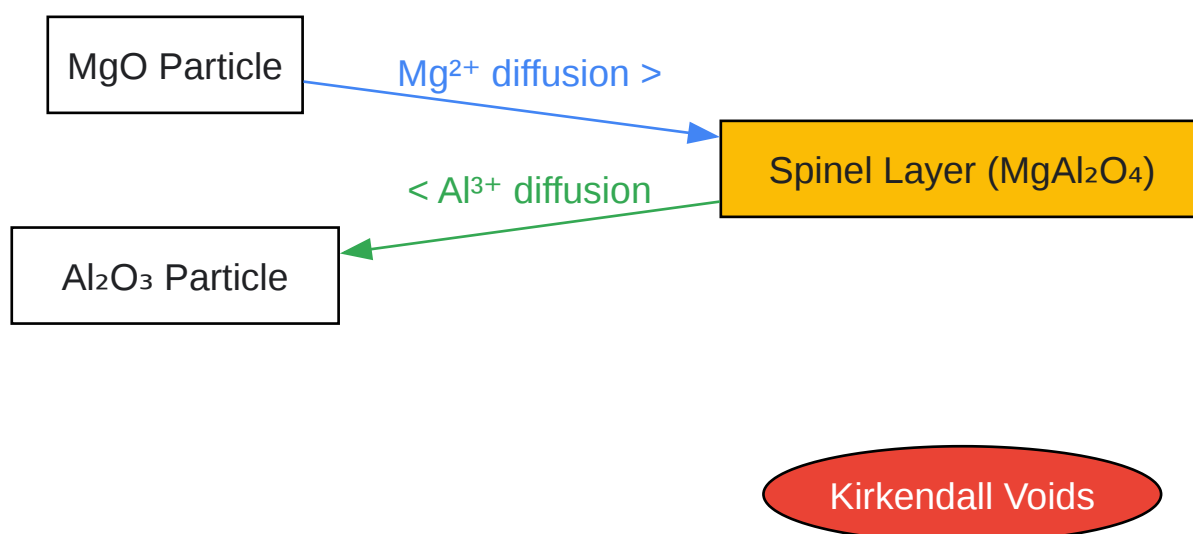 MgO Particle
Mg²⁺ diffusion >
Spinel Layer (MgAl₂O₄)
< Al³⁺ diffusion
Al₂O₃ Particle
Kirkendall Voids